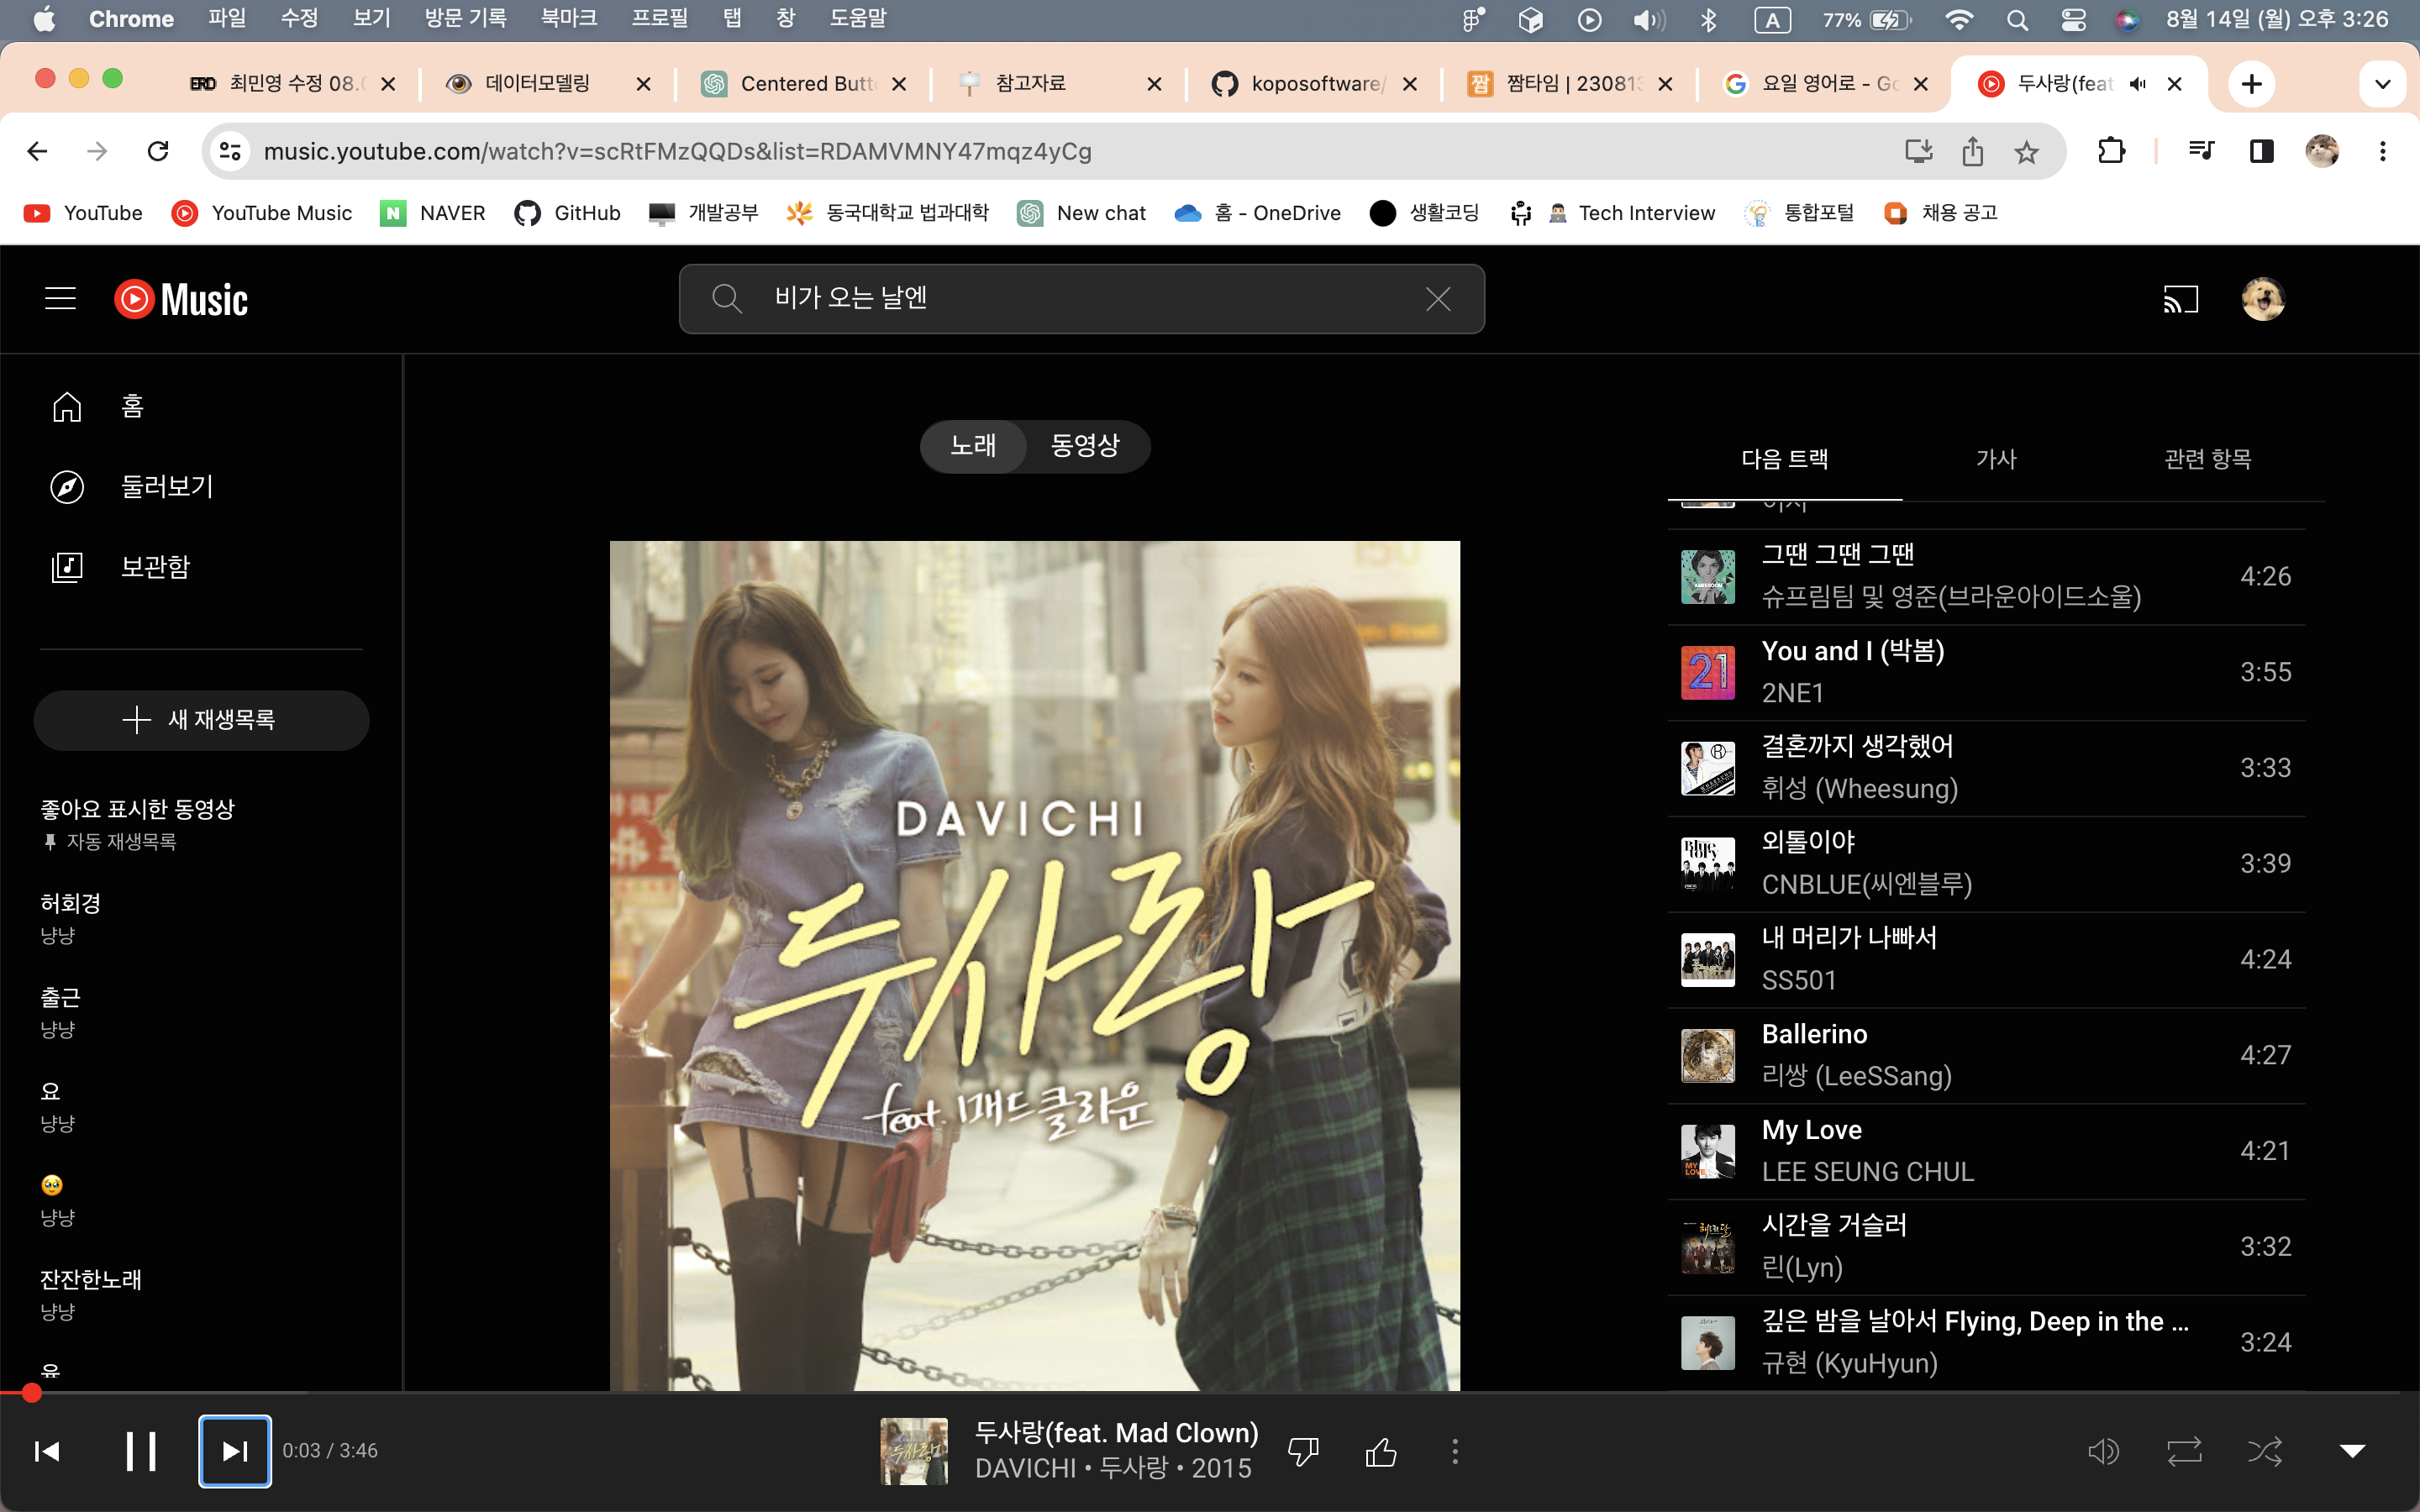 Chrome 파일 수정 보기 방문 기록 북마크 프로필 탭 창 도움말 A 77% 8월 14일 (월) 오후 3:26
ERD 최민영 수정 08. 데이터모델링 Centered Butt 참고자료 koposoftware/ 짬 짬타임 | 230813 요일 영어로 - Go 두사랑(feat
music.youtube.com/watch?v=scRtFMzQQDs&list=RDAMVMNY47mqz4yCg
YouTube YouTube Music N NAVER GitHub 개발공부 동국대학교 법과대학 New chat 홈 - OneDrive 생활코딩 Tech Interview 통합포털 채용 공고
Music
비가 오는 날엔
홈
둘러보기
보관함
새 재생목록
좋아요 표시한 동영상
자동 재생목록
허회경
냥냥
출근
냥냥
요
냥냥
🥹
냥냥
잔잔한노래
냥냥
노래 동영상
DAVICHI
두사랑
feat. 매드클라운
다음 트랙 가사 관련 항목
그땐 그땐 그땐
슈프림팀 및 영준(브라운아이드소울)
4:26
21
You and I (박봄)
2NE1
3:55
결혼까지 생각했어
휘성 (Wheesung)
3:33
외톨이야
CNBLUE(씨엔블루)
3:39
내 머리가 나빠서
SS501
4:24
Ballerino
리쌍 (LeeSSang)
4:27
MY LOVE
My Love
LEE SEUNG CHUL
4:21
시간을 거슬러
린(Lyn)
3:32
깊은 밤을 날아서 Flying, Deep in the ...
규현 (KyuHyun)
3:24
0:03 / 3:46
두사랑(feat. Mad Clown)
DAVICHI • 두사랑 • 2015